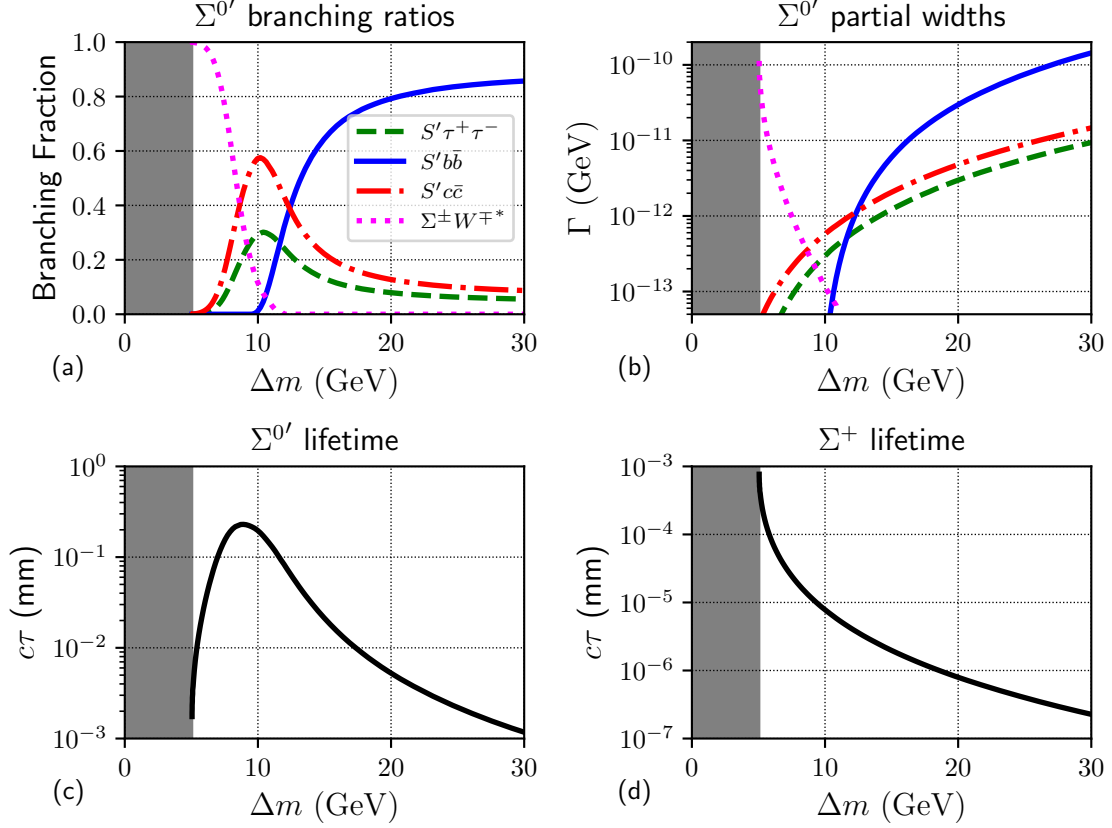 Σ⁰′ branching ratios
Branching Fraction
1.0
0.8
0.6
0.4
0.2
0.0
0
10
20
30
S′τ⁺τ⁻
S′bb̄
S′cc̄
Σ±W∓*
(a)
Δm (GeV)
Σ⁰′ partial widths
Γ (GeV)
10⁻¹⁰
10⁻¹¹
10⁻¹²
10⁻¹³
0
10
20
30
(b)
Δm (GeV)
Σ⁰′ lifetime
cτ (mm)
10⁰
10⁻¹
10⁻²
10⁻³
0
10
20
30
(c)
Δm (GeV)
Σ⁺ lifetime
cτ (mm)
10⁻³
10⁻⁴
10⁻⁵
10⁻⁶
10⁻⁷
0
10
20
30
(d)
Δm (GeV)